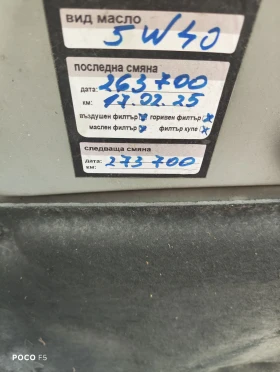 вид масло
5W40
последна смяна
дата: 263700
км: 17.02.25
въздушен филтър x горивен филтър x
маслен филтър x филтър купе x
следваща смяна
дата:
км: 273700
POCO F5